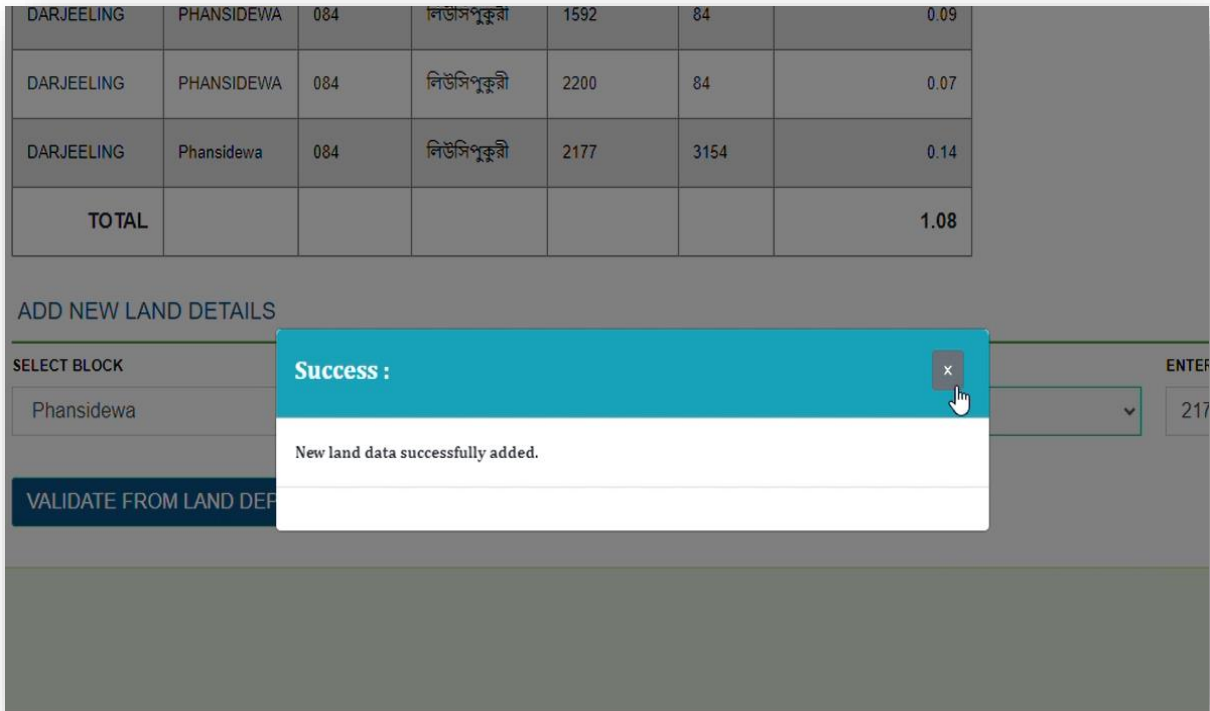 DARJEELING PHANSIDEWA 084 লিউসিপুকুরী 1592 84 0.09
DARJEELING PHANSIDEWA 084 লিউসিপুকুরী 2200 84 0.07
DARJEELING Phansidewa 084 লিউসিপুকুরী 2177 3154 0.14
TOTAL 1.08
ADD NEW LAND DETAILS
SELECT BLOCK ENTER
Success : x
Phansidewa 217
New land data successfully added.
VALIDATE FROM LAND DEP